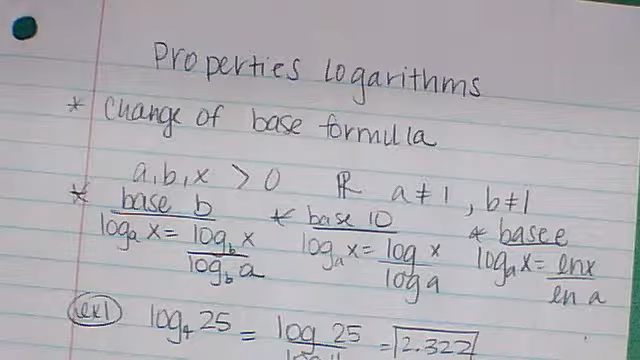 Properties Logarithms
* Change of base formula
a, b, x > 0 ℝ a ≠ 1, b ≠ 1
* base b * base 10 * base e
logₐ x = log_b x / log_b a logₐ x = log x / log a logₐ x = ln x / ln a
ex1 log₄ 25 = log 25 = 2.322